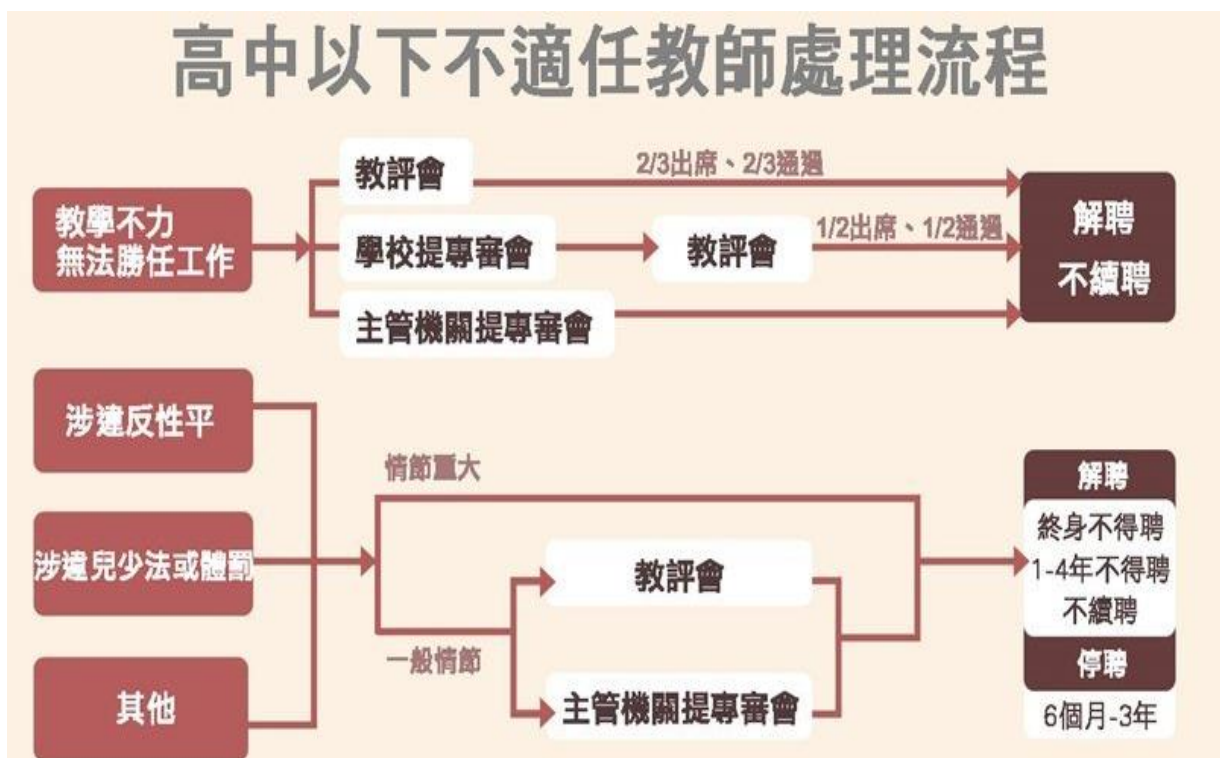 高中以下不適任教師處理流程
教學不力
無法勝任工作
教評會
2/3出席、2/3通過
學校提專審會
教評會
1/2出席、1/2通過
主管機關提專審會
解聘
不續聘
涉違反性平
涉違兒少法或體罰
其他
情節重大
一般情節
教評會
主管機關提專審會
解聘
終身不得聘
1-4年不得聘
不續聘
停聘
6個月-3年